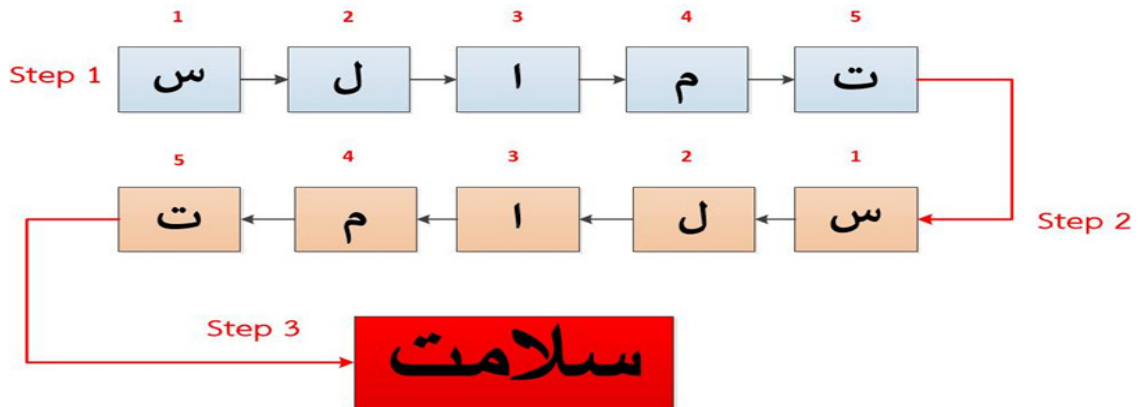 1 2 3 4 5
Step 1 س ل ا م ت
5 4 3 2 1
ت م ا ل س
Step 2
Step 3
سلامت